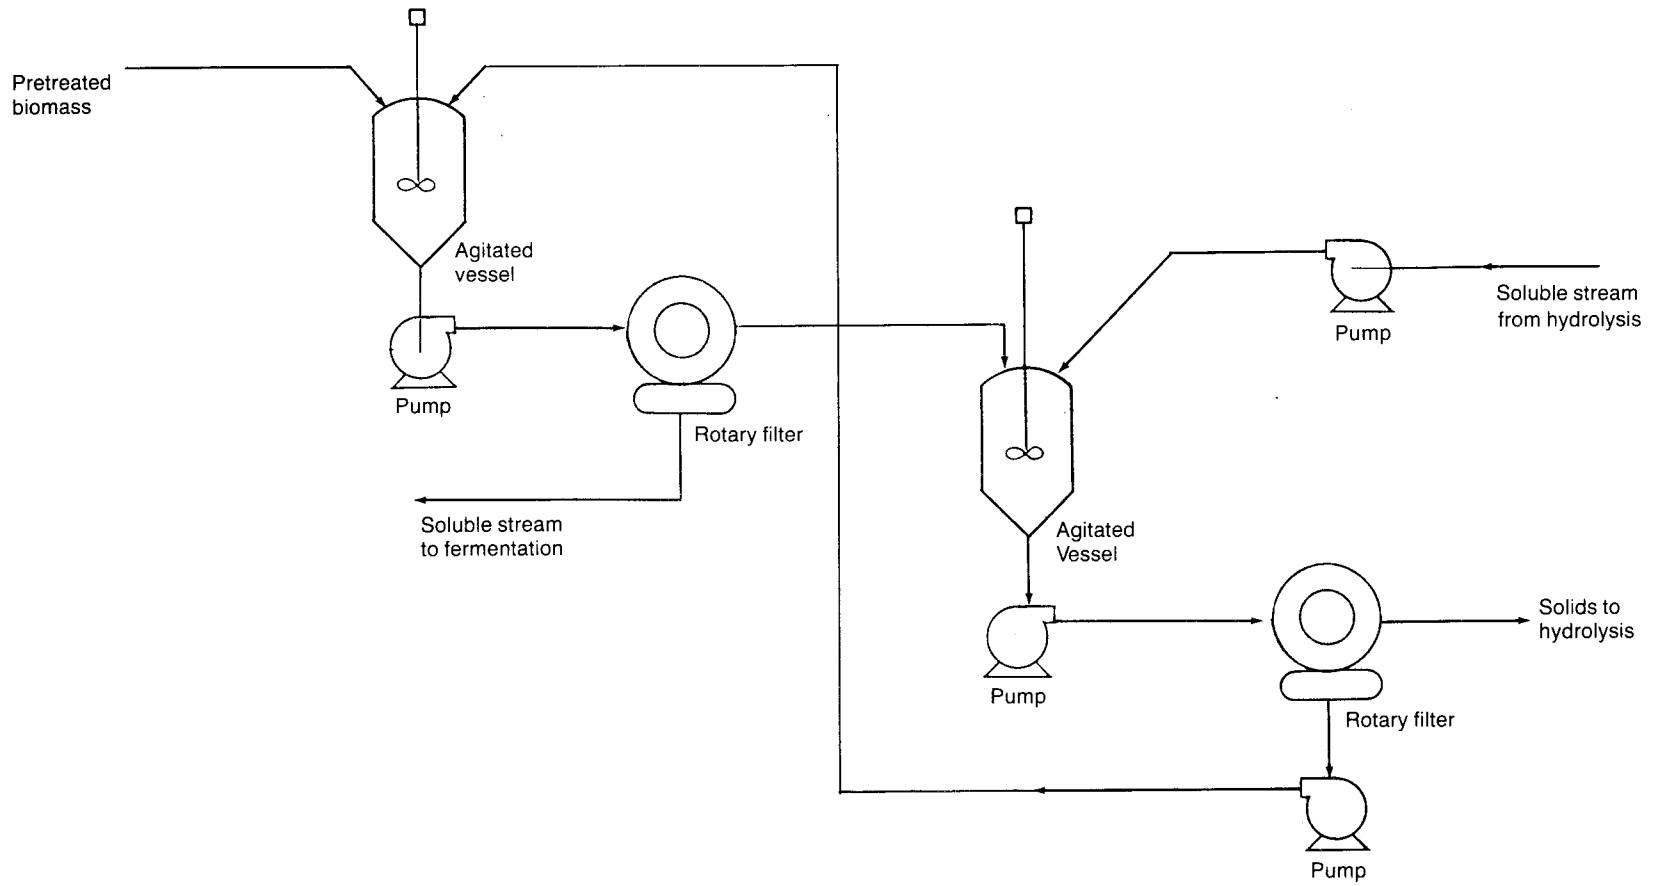 Pretreated
biomass
Agitated
vessel
Pump
Rotary filter
Soluble stream
to fermentation
Soluble stream
from hydrolysis
Pump
Agitated
Vessel
Pump
Solids to
hydrolysis
Rotary filter
Pump